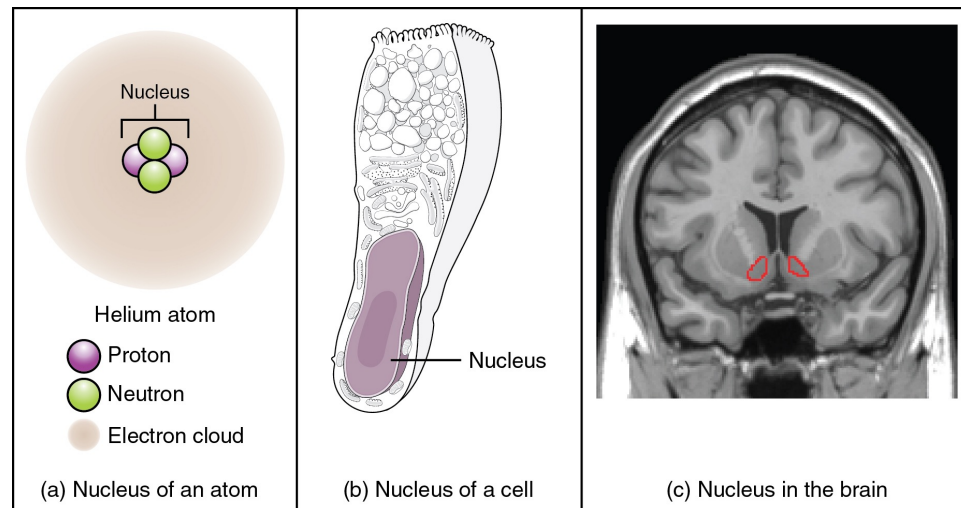 Nucleus
Helium atom
Proton
Neutron
Electron cloud
(a) Nucleus of an atom
Nucleus
(b) Nucleus of a cell
(c) Nucleus in the brain